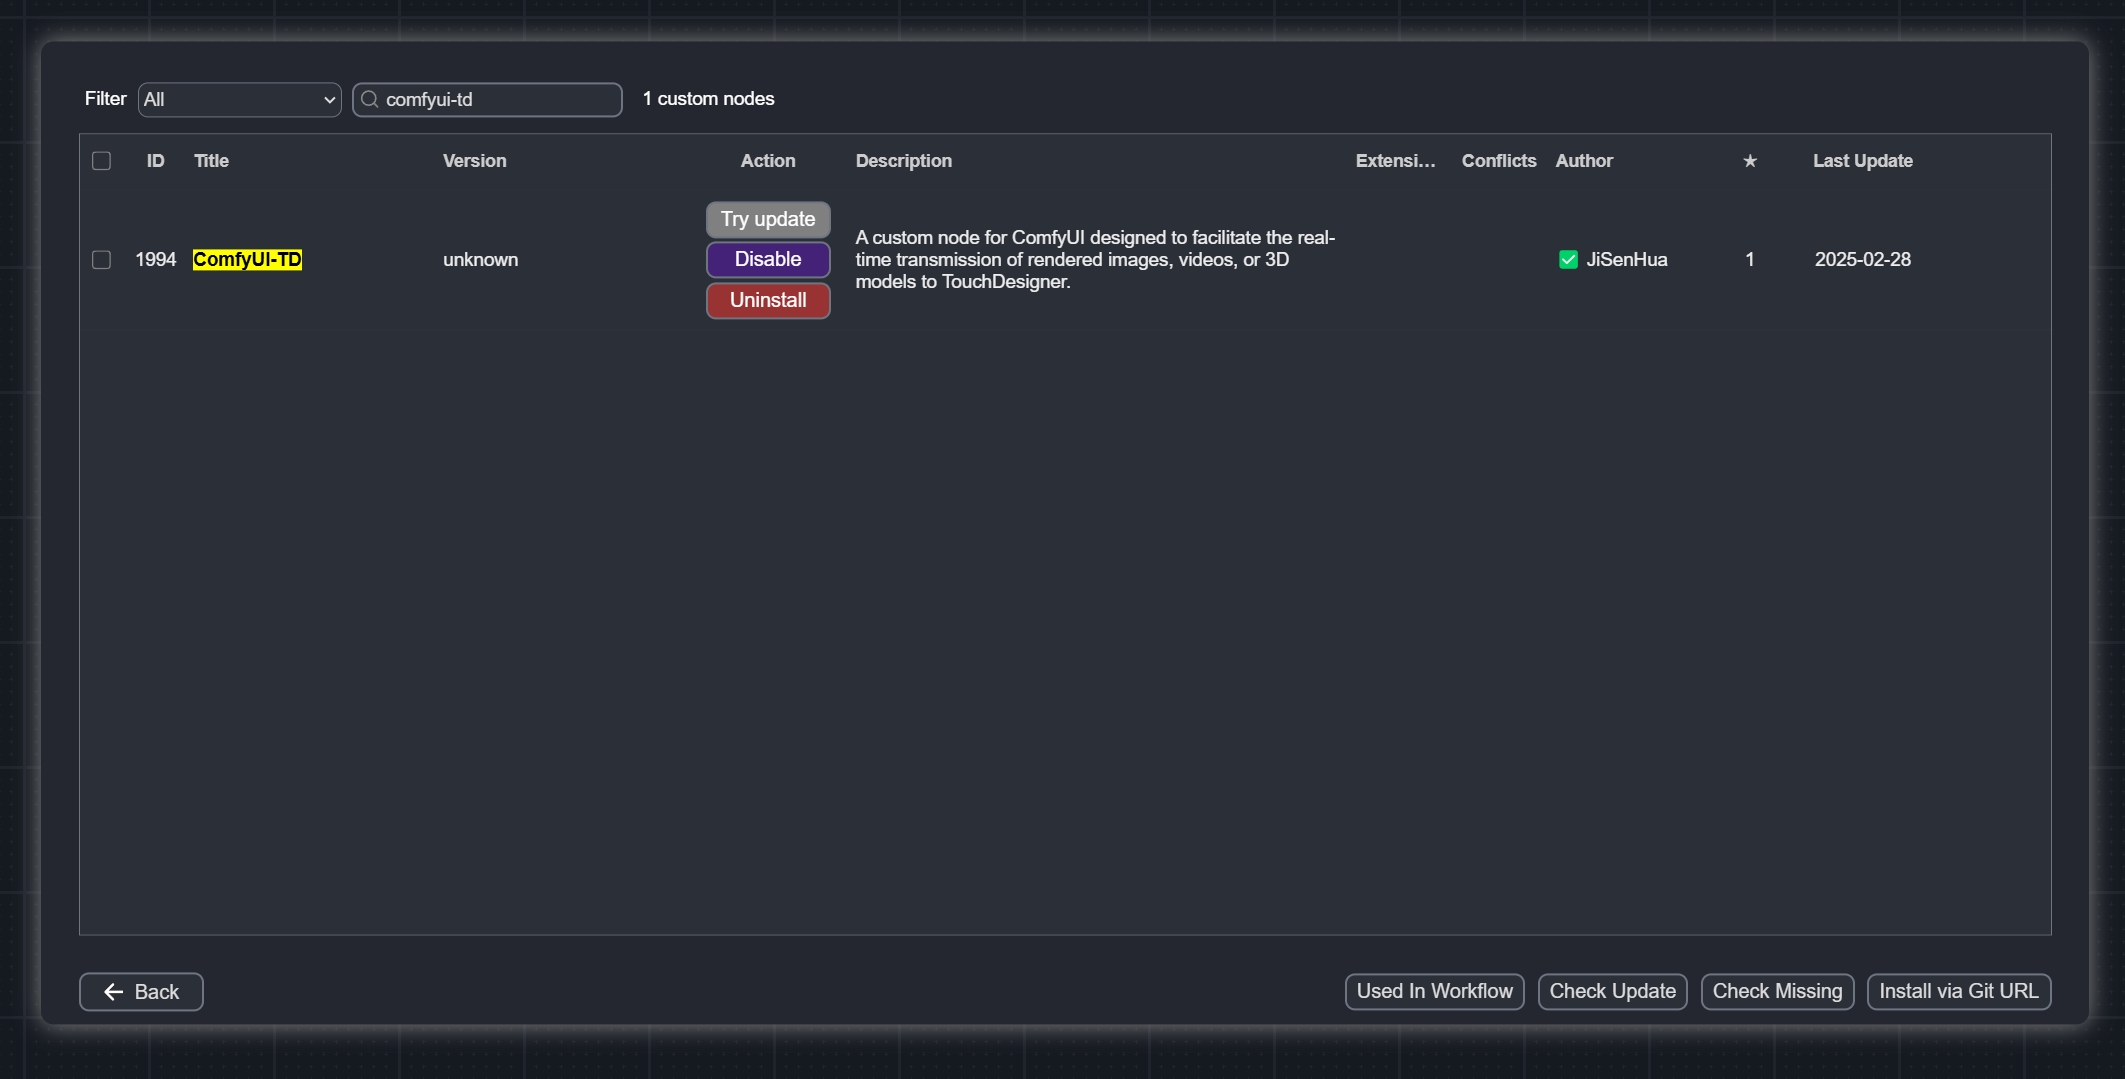 Filter All comfyui-td 1 custom nodes
ID Title Version Action Description Extensi... Conflicts Author ★ Last Update
1994 ComfyUI-TD unknown
Try update
Disable
Uninstall
A custom node for ComfyUI designed to facilitate the real-
time transmission of rendered images, videos, or 3D
models to TouchDesigner.
JiSenHua 1 2025-02-28
Back Used In Workflow Check Update Check Missing Install via Git URL